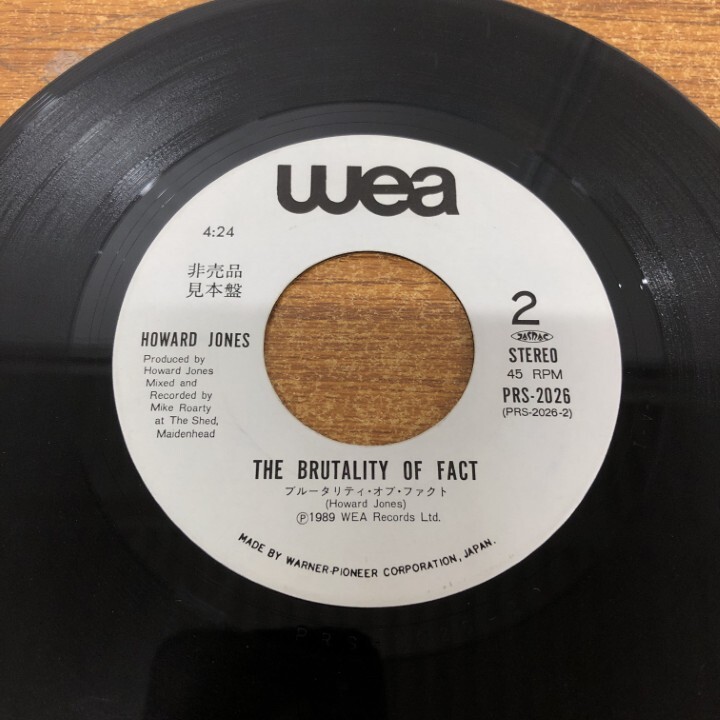 wea
4:24
非売品
見本盤
HOWARD JONES
Produced by
Howard Jones
Mixed and
Recorded by
Mike Roarty
at The Shed,
Maidenhead
2
JASRAC
STEREO
45 RPM
PRS-2026
(PRS-2026-2)
THE BRUTALITY OF FACT
ブルータリティ・オブ・ファクト
(Howard Jones)
Ⓟ1989 WEA Records Ltd.
MADE BY WARNER-PIONEER CORPORATION, JAPAN.